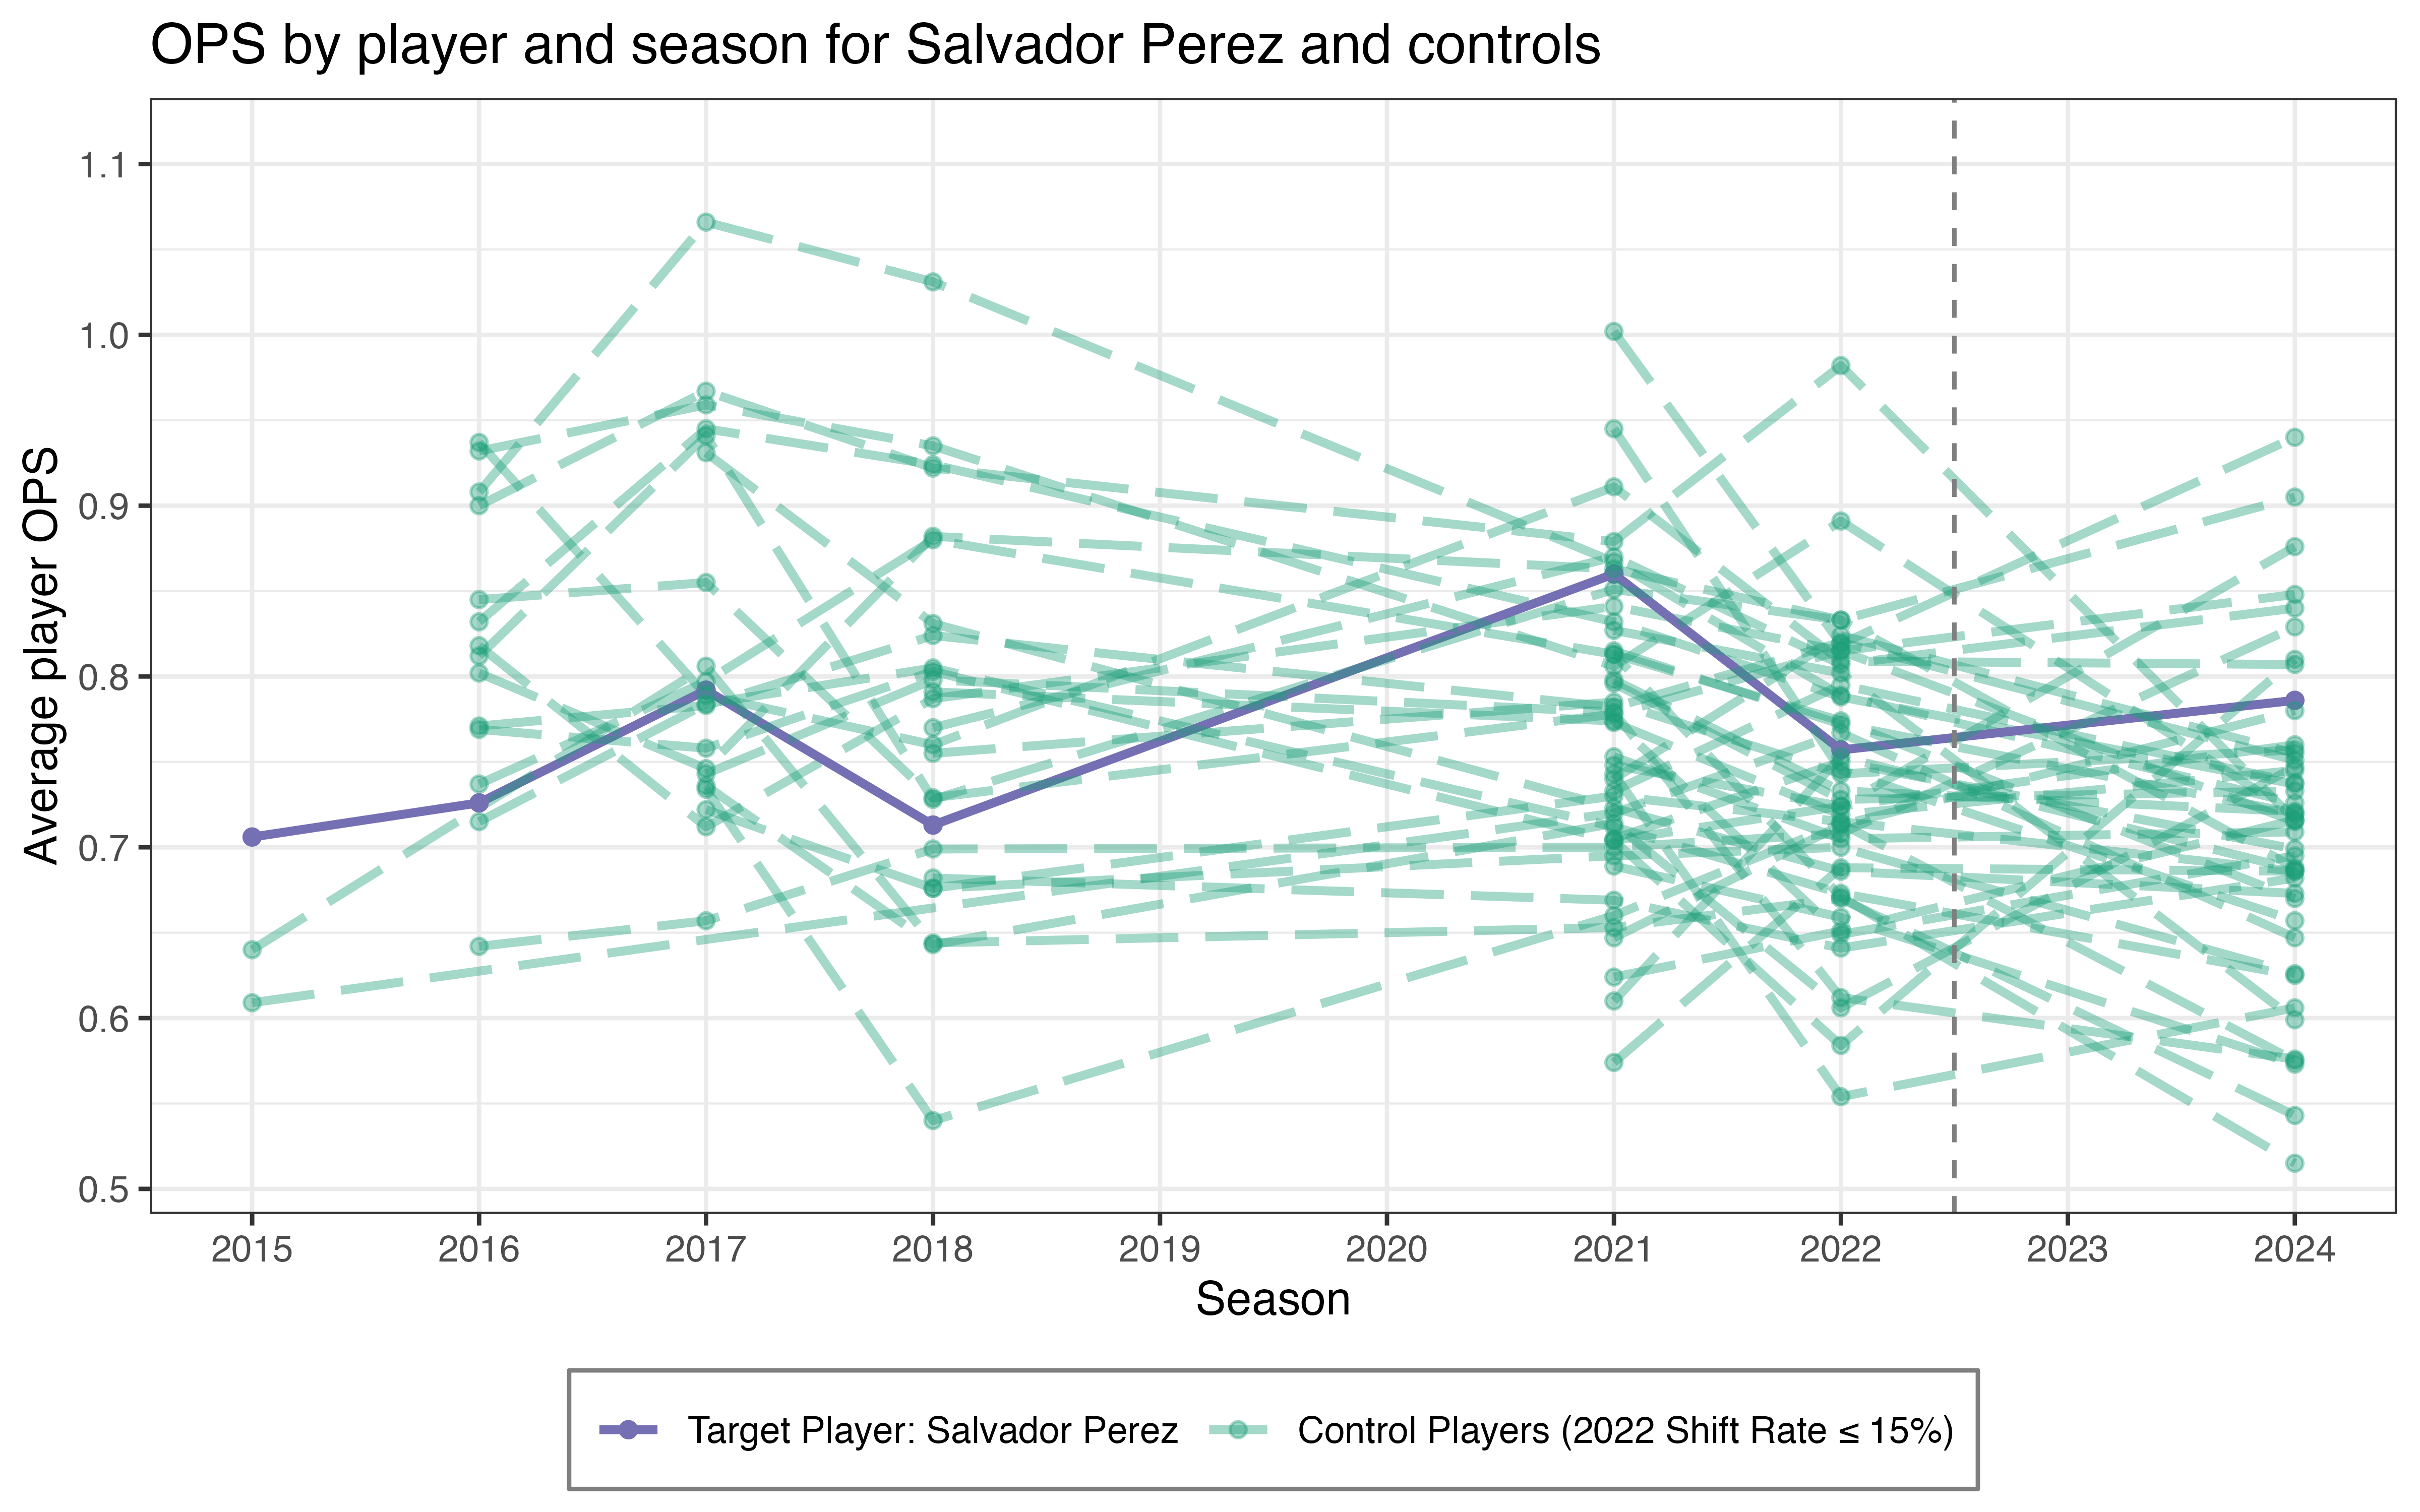 OPS by player and season for Salvador Perez and controls
Average player OPS
1.1
1.0
0.9
0.8
0.7
0.6
0.5
2015 2016 2017 2018 2019 2020 2021 2022 2023 2024
Season
Target Player: Salvador Perez Control Players (2022 Shift Rate ≤ 15%)